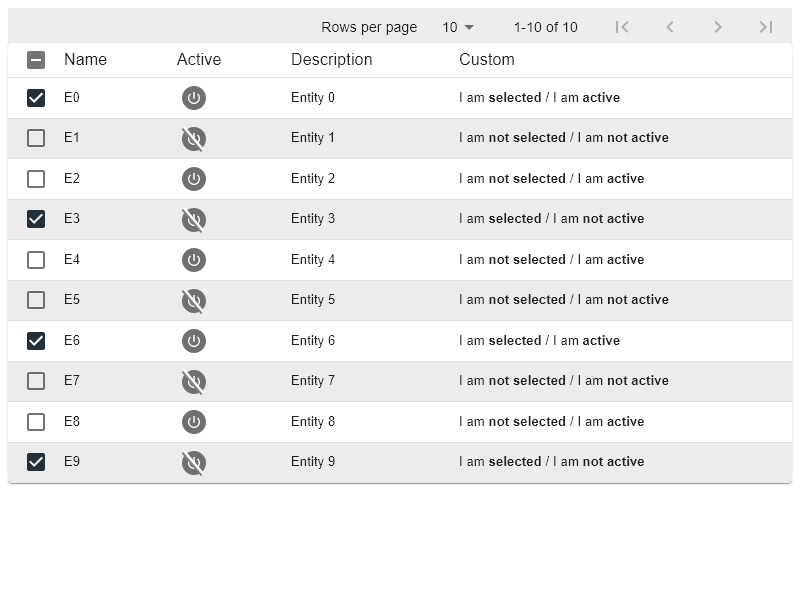 Rows per page 10 1-10 of 10
Name Active Description Custom
E0 Entity 0 I am selected / I am active
E1 Entity 1 I am not selected / I am not active
E2 Entity 2 I am not selected / I am active
E3 Entity 3 I am selected / I am not active
E4 Entity 4 I am not selected / I am active
E5 Entity 5 I am not selected / I am not active
E6 Entity 6 I am selected / I am active
E7 Entity 7 I am not selected / I am not active
E8 Entity 8 I am not selected / I am active
E9 Entity 9 I am selected / I am not active